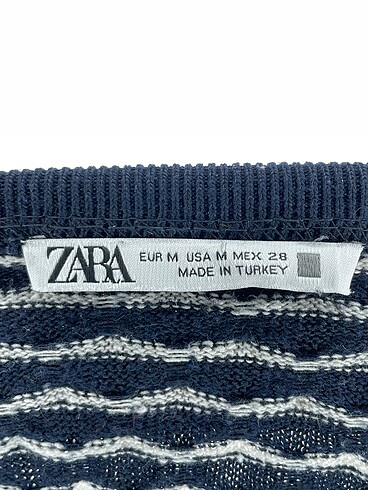 ZARA
EUR M USA M MEX 28
MADE IN TURKEY